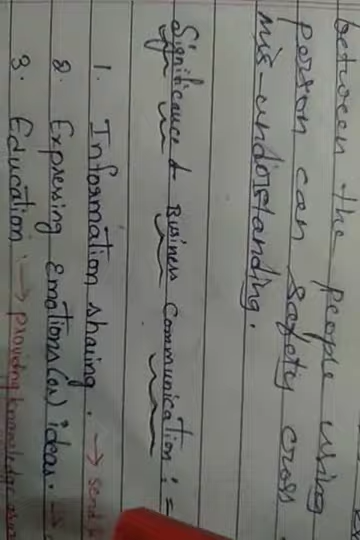 between the people using
person can safety cross
mis-understanding.
Significance of Business Communication :=
1. Information sharing. → send
2. Expressing Emotions (or) ideas. →
3. Education. → providing knowledge